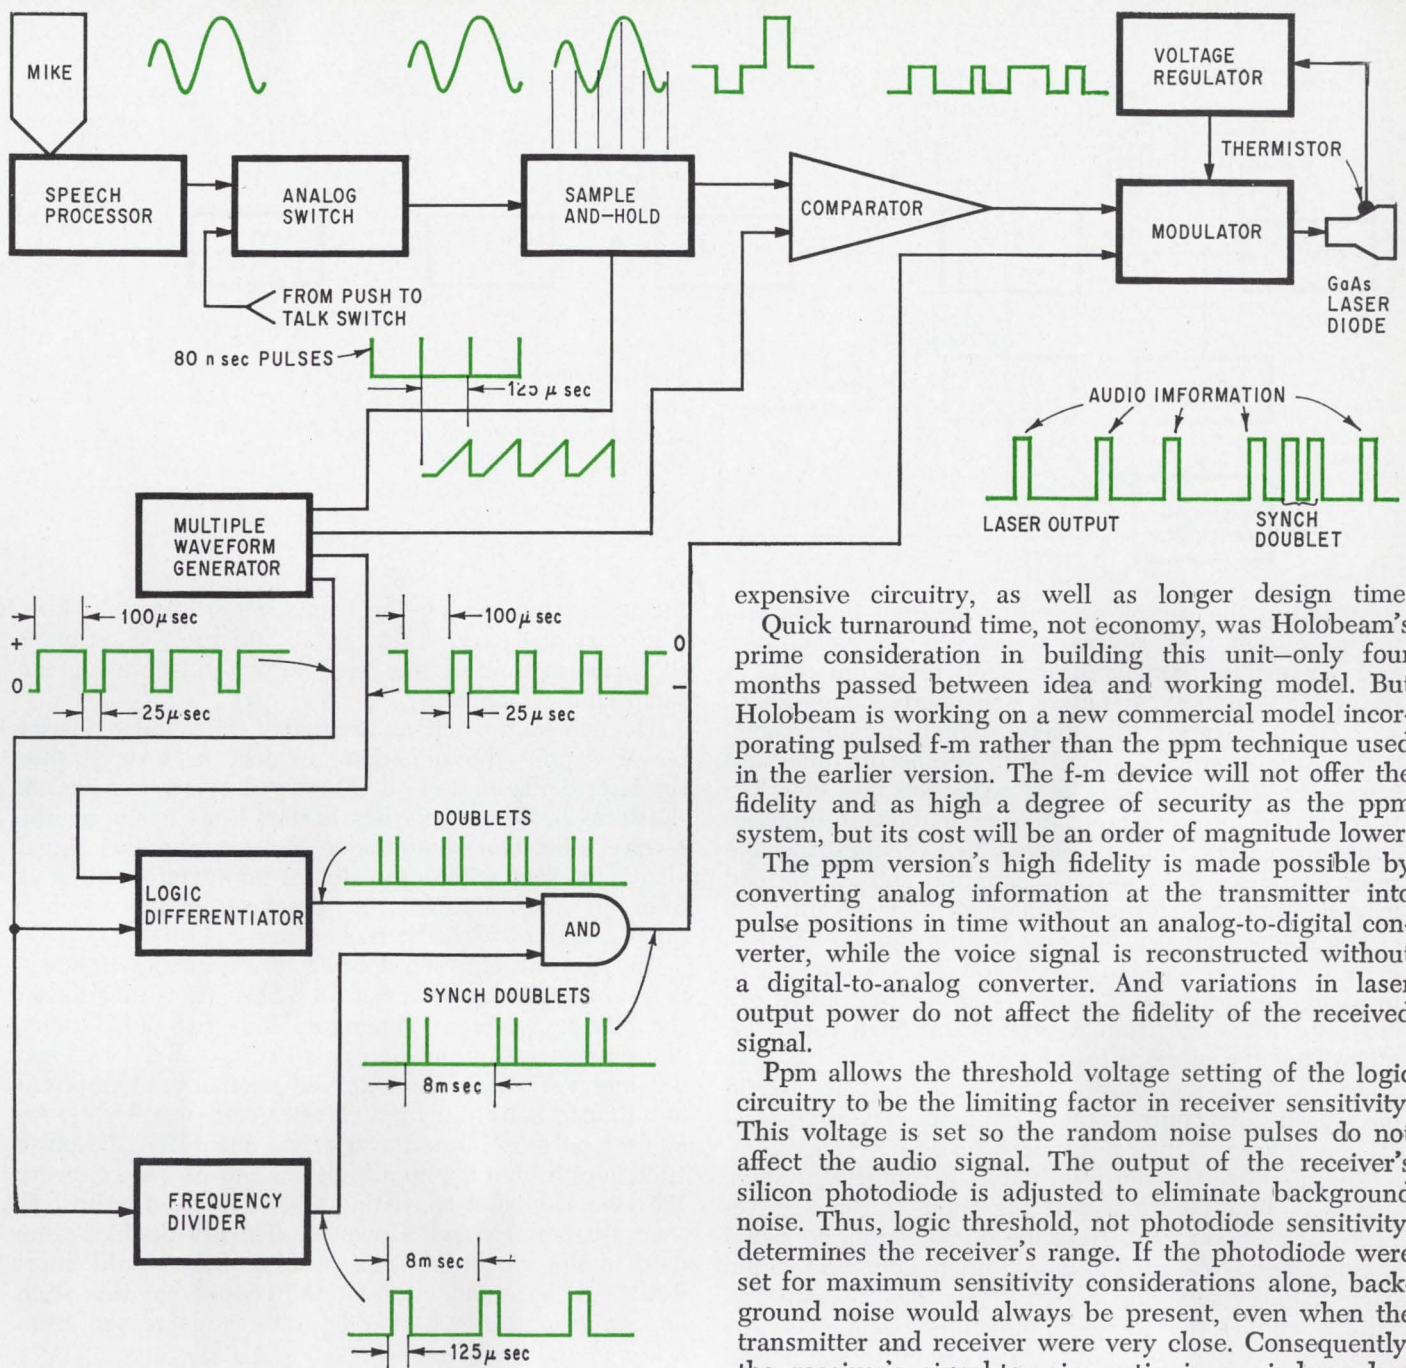 MIKE
VOLTAGE
REGULATOR
THERMISTOR
SPEECH
PROCESSOR
ANALOG
SWITCH
SAMPLE
AND-HOLD
COMPARATOR
MODULATOR
GaAs
LASER
DIODE
FROM PUSH TO
TALK SWITCH
80 n sec PULSES
125 μ sec
AUDIO IMFORMATION
LASER OUTPUT
SYNCH
DOUBLET
MULTIPLE
WAVEFORM
GENERATOR
100 μ sec
+
0
25 μ sec
100 μ sec
0
–
25 μ sec
DOUBLETS
LOGIC
DIFFERENTIATOR
AND
SYNCH DOUBLETS
8 m sec
FREQUENCY
DIVIDER
8 m sec
125 μ sec
expensive circuitry, as well as longer design time.
Quick turnaround time, not economy, was Holobeam's
prime consideration in building this unit—only four
months passed between idea and working model. But
Holobeam is working on a new commercial model incor-
porating pulsed f-m rather than the ppm technique used
in the earlier version. The f-m device will not offer the
fidelity and as high a degree of security as the ppm
system, but its cost will be an order of magnitude lower.
The ppm version's high fidelity is made possible by
converting analog information at the transmitter into
pulse positions in time without an analog-to-digital con-
verter, while the voice signal is reconstructed without
a digital-to-analog converter. And variations in laser
output power do not affect the fidelity of the received
signal.
Ppm allows the threshold voltage setting of the logic
circuitry to be the limiting factor in receiver sensitivity.
This voltage is set so the random noise pulses do not
affect the audio signal. The output of the receiver's
silicon photodiode is adjusted to eliminate background
noise. Thus, logic threshold, not photodiode sensitivity
determines the receiver's range. If the photodiode were
set for maximum sensitivity considerations alone, back-
ground noise would always be present, even when the
transmitter and receiver were very close. Consequently